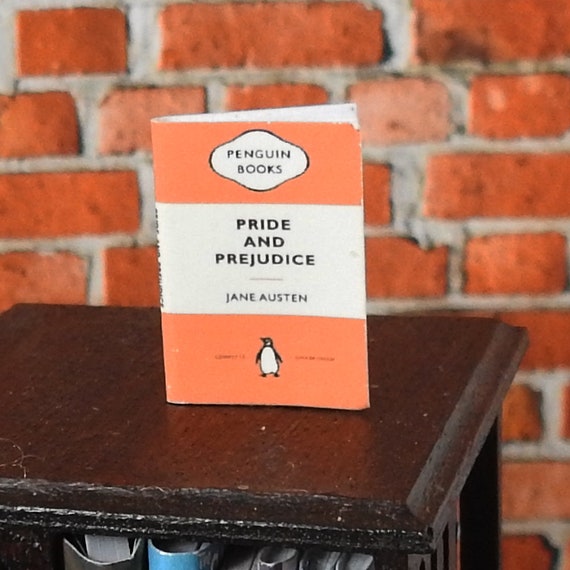 PENGUIN
BOOKS
PRIDE
AND
PREJUDICE
JANE AUSTEN